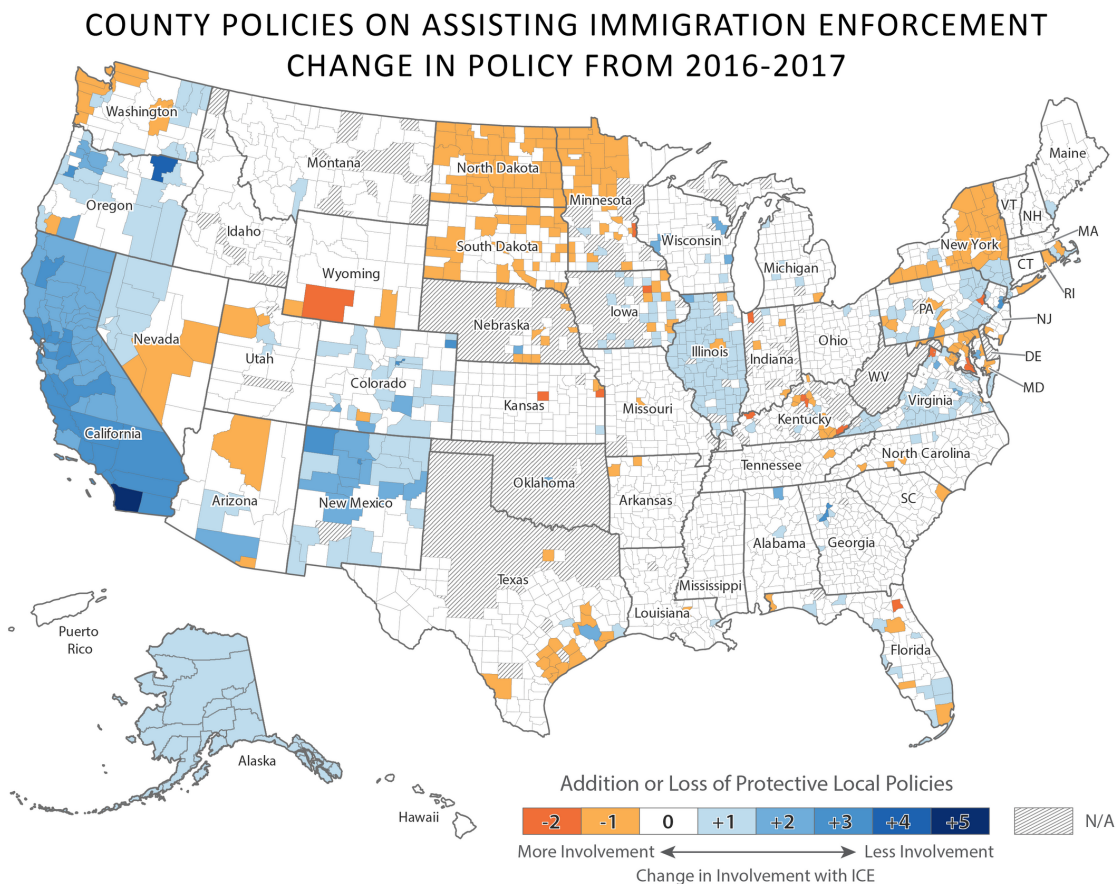 COUNTY POLICIES ON ASSISTING IMMIGRATION ENFORCEMENT
CHANGE IN POLICY FROM 2016-2017
Washington
Montana
North Dakota
Minnesota
Maine
Oregon
Idaho
South Dakota
Wisconsin
Michigan
VT
NH
New York
MA
CT
RI
Wyoming
Nebraska
Iowa
PA
NJ
Nevada
Utah
Colorado
Illinois
Indiana
Ohio
WV
DE
MD
Virginia
Kansas
Missouri
Kentucky
California
Arizona
New Mexico
Oklahoma
Arkansas
Tennessee
North Carolina
SC
Texas
Louisiana
Mississippi
Alabama
Georgia
Florida
Puerto
Rico
Alaska
Hawaii
Addition or Loss of Protective Local Policies
-2 -1 0 +1 +2 +3 +4 +5 N/A
More Involvement Less Involvement
Change in Involvement with ICE